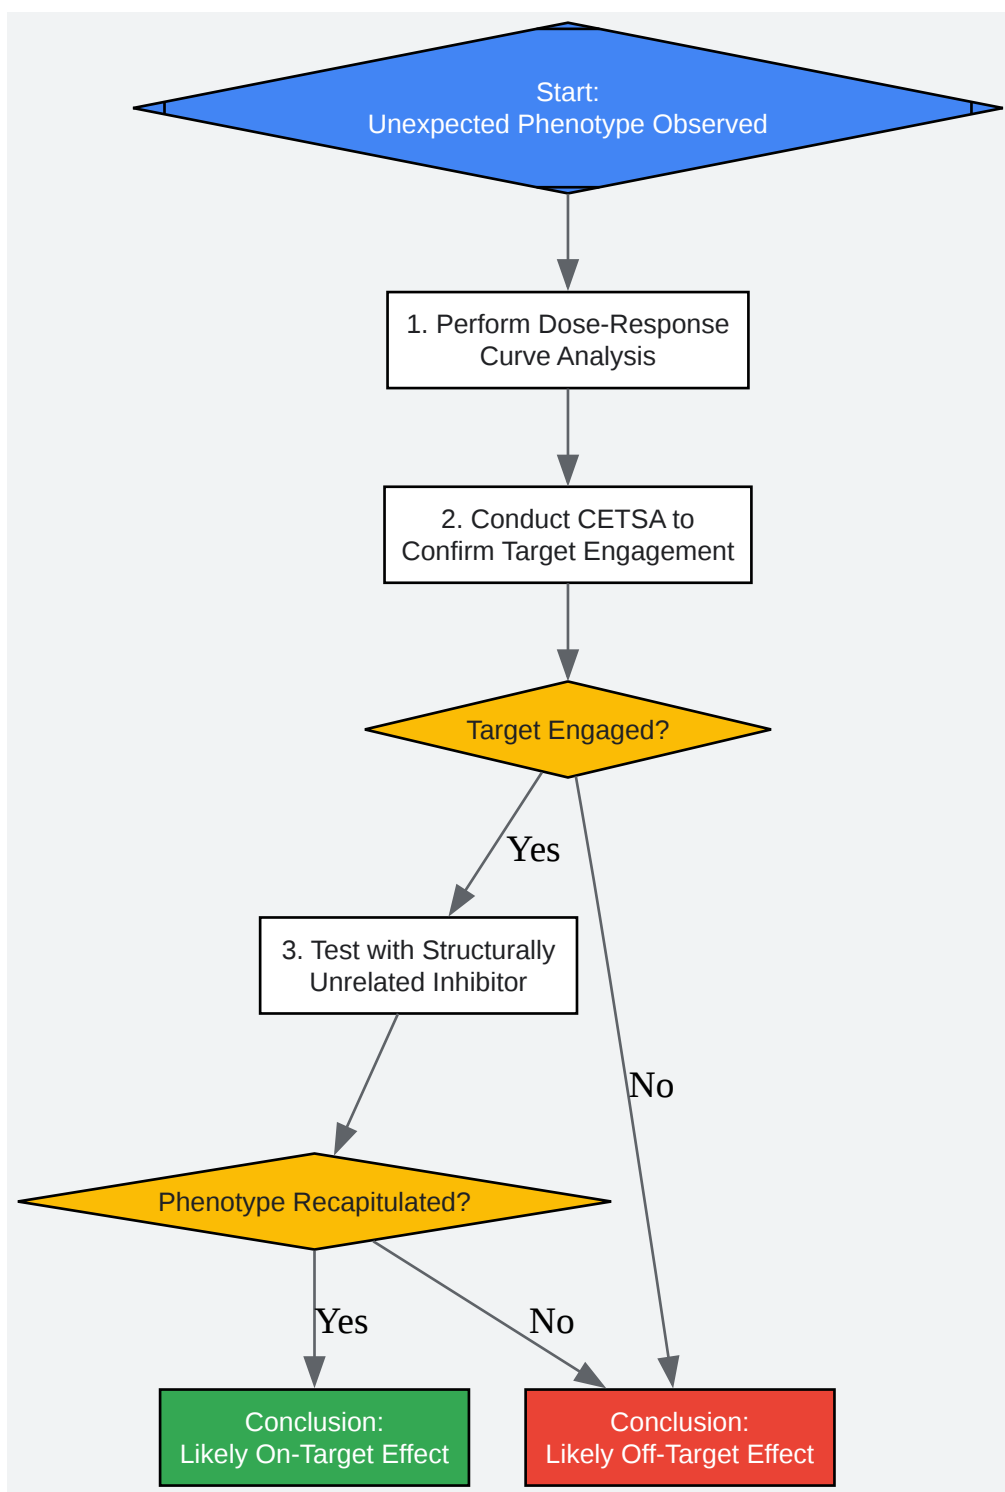 Start:
Unexpected Phenotype Observed
1. Perform Dose-Response
Curve Analysis
2. Conduct CETSA to
Confirm Target Engagement
Target Engaged?
Yes
3. Test with Structurally
Unrelated Inhibitor
No
Phenotype Recapitulated?
Yes
No
Conclusion:
Likely On-Target Effect
Conclusion:
Likely Off-Target Effect